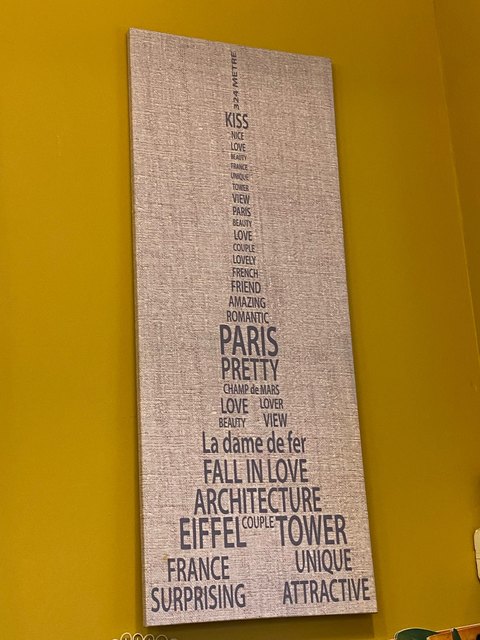 324 METRE
KISS
NICE
LOVE
BEAUTY
FRANCE
UNIQUE
TOWER
VIEW
PARIS
BEAUTY
LOVE
COUPLE
LOVELY
FRENCH
FRIEND
AMAZING
ROMANTIC
PARIS
PRETTY
CHAMP de MARS
LOVE LOVER
BEAUTY VIEW
La dame de fer
FALL IN LOVE
ARCHITECTURE
EIFFEL COUPLE TOWER
FRANCE UNIQUE
SURPRISING ATTRACTIVE